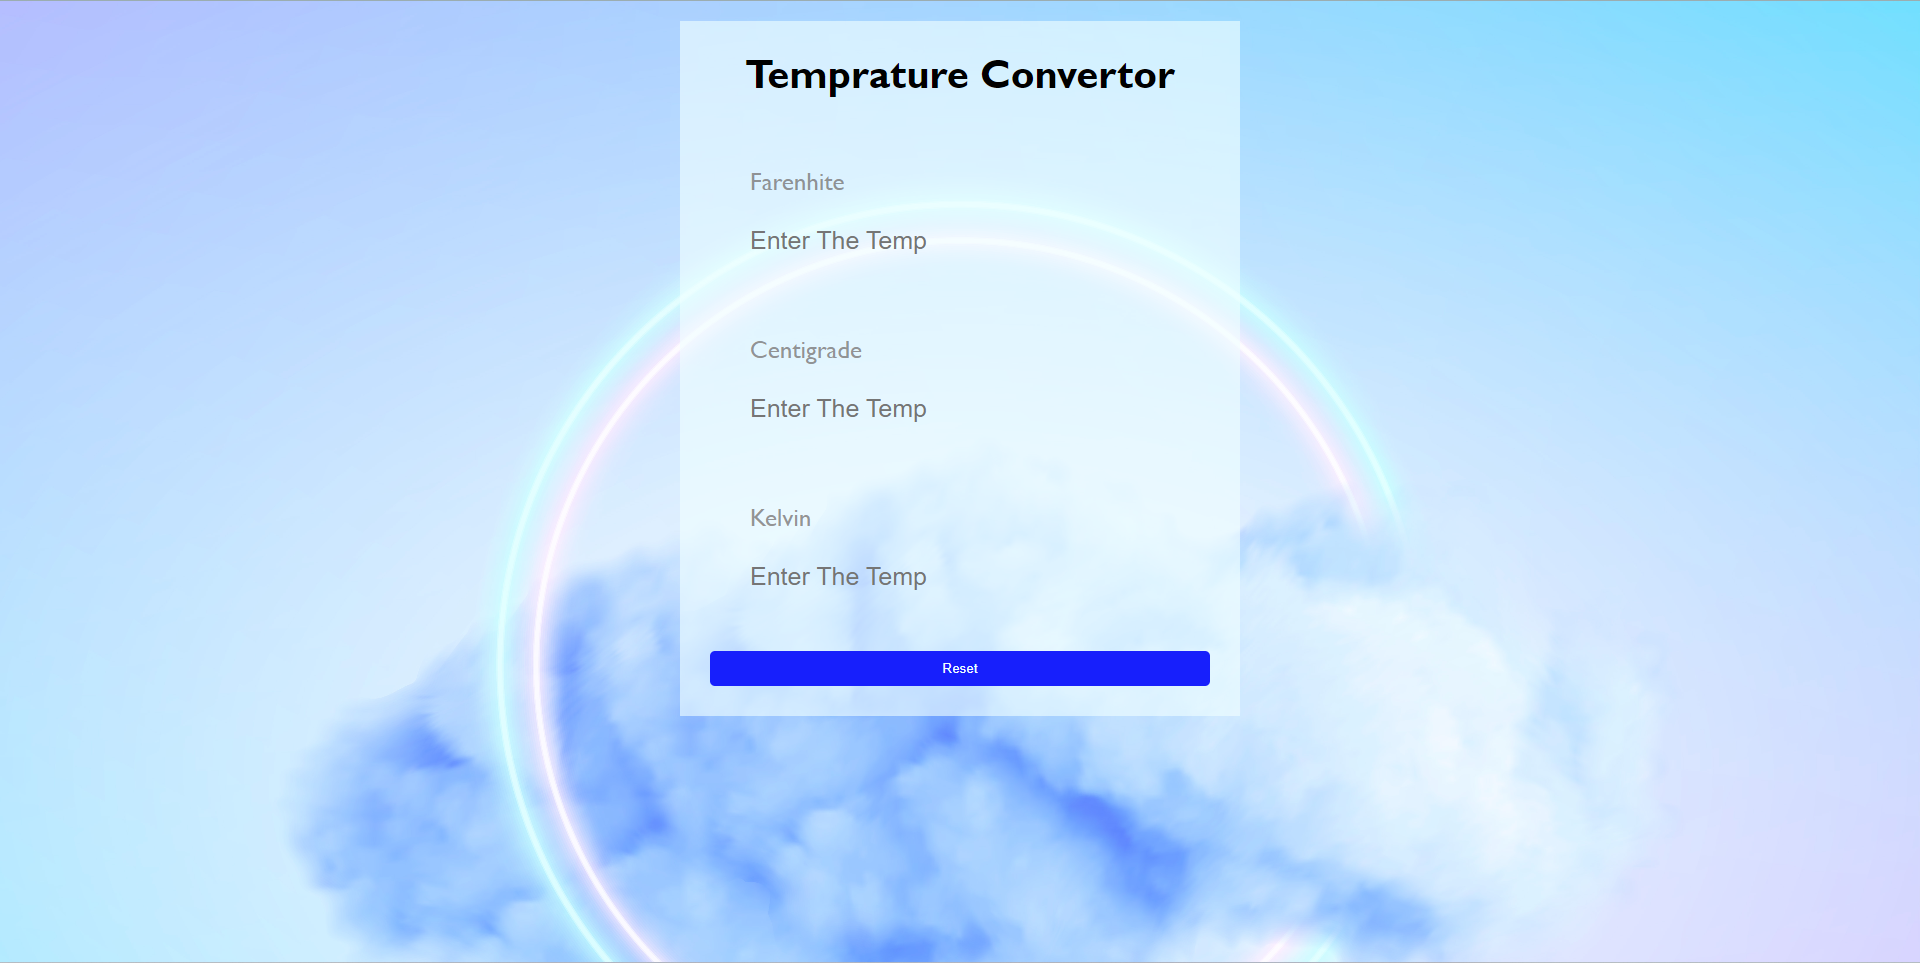 Temprature Convertor
Farenhite
Enter The Temp
Centigrade
Enter The Temp
Kelvin
Enter The Temp
Reset